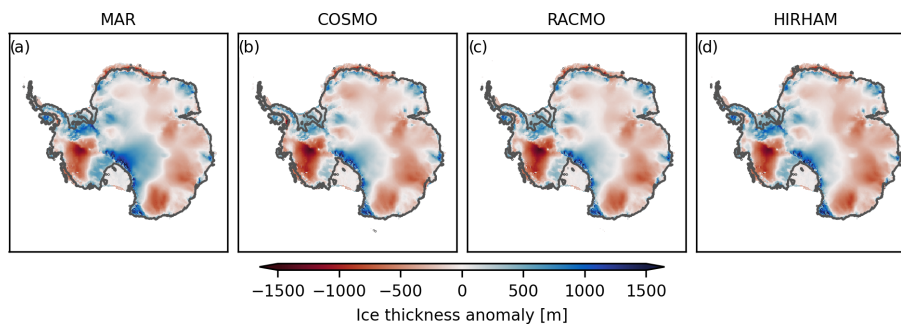 MAR COSMO RACMO HIRHAM
(a) (b) (c) (d)
−1500 −1000 −500 0 500 1000 1500
Ice thickness anomaly [m]